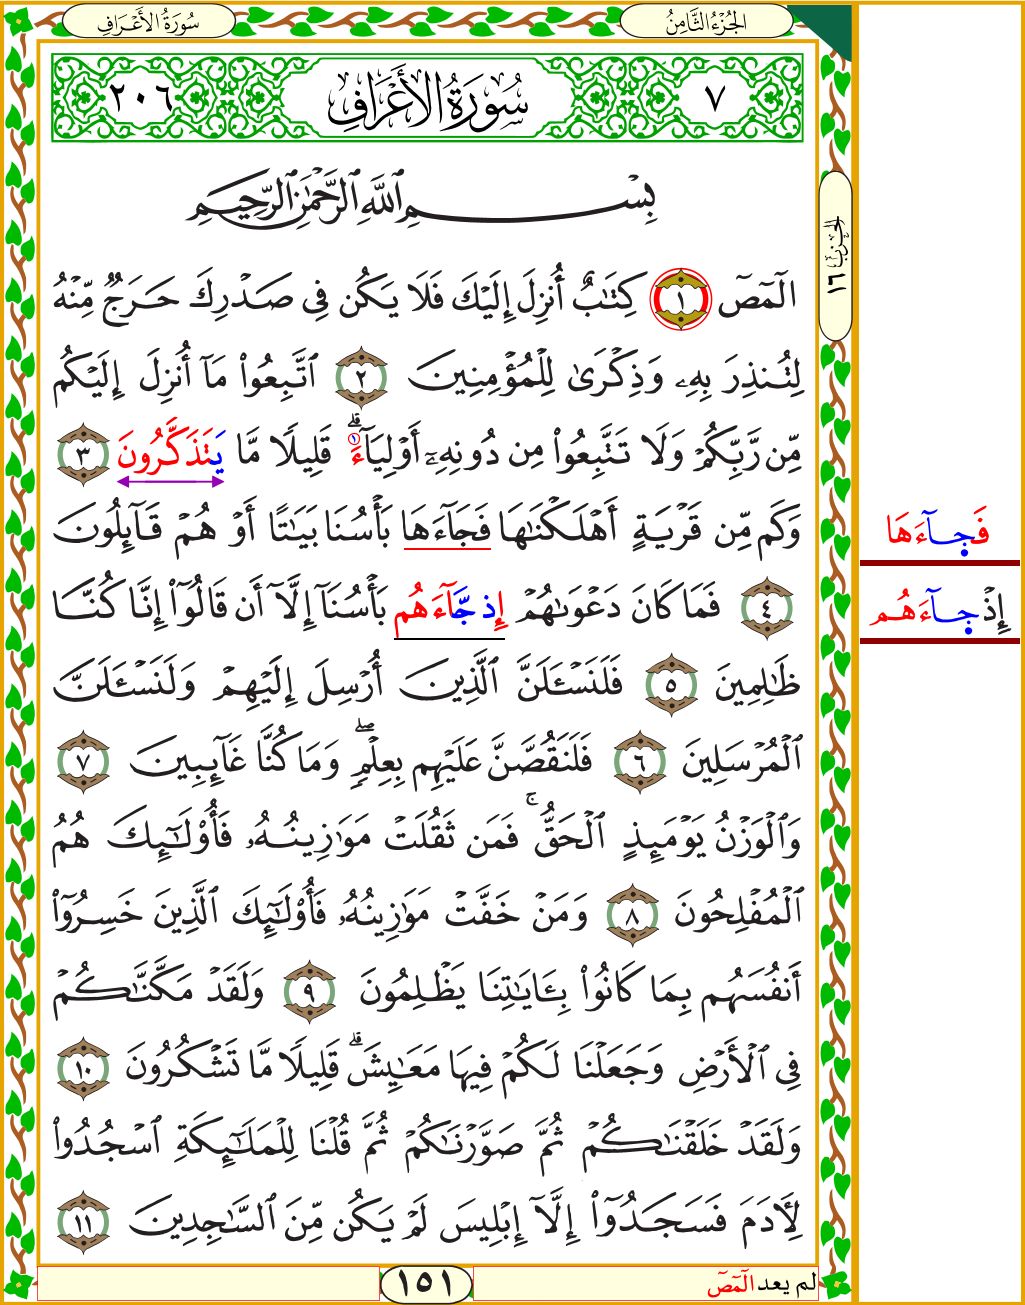 الجُزْءُ الثَّامِنُ
سُورَةُ الأَعْرَافِ
٧ سُورَةُ الأَعْرَافِ ٢٠٦
الحِزْبُ ١٦
بِسْمِ ٱللَّهِ ٱلرَّحْمَٰنِ ٱلرَّحِيمِ
الٓمٓصٓ ١ كِتَٰبٌ أُنزِلَ إِلَيْكَ فَلَا يَكُن فِى صَدْرِكَ حَرَجٌ مِّنْهُ
لِتُنذِرَ بِهِۦ وَذِكْرَىٰ لِلْمُؤْمِنِينَ ٢ ٱتَّبِعُوا۟ مَآ أُنزِلَ إِلَيْكُم
مِّن رَّبِّكُمْ وَلَا تَتَّبِعُوا۟ مِن دُونِهِۦٓ أَوْلِيَآءَۗ قَلِيلًا مَّا يَتَذَكَّرُونَ ٣
وَكَم مِّن قَرْيَةٍ أَهْلَكْنَٰهَا فَجَآءَهَا بَأْسُنَا بَيَٰتًا أَوْ هُمْ قَآئِلُونَ
٤ فَمَا كَانَ دَعْوَىٰهُمْ إِذ جَّآءَهُم بَأْسُنَآ إِلَّآ أَن قَالُوٓا۟ إِنَّا كُنَّا
ظَٰلِمِينَ ٥ فَلَنَسْـَٔلَنَّ ٱلَّذِينَ أُرْسِلَ إِلَيْهِمْ وَلَنَسْـَٔلَنَّ
ٱلْمُرْسَلِينَ ٦ فَلَنَقُصَّنَّ عَلَيْهِم بِعِلْمٍۖ وَمَا كُنَّا غَآئِبِينَ ٧
وَٱلْوَزْنُ يَوْمَئِذٍ ٱلْحَقُّۚ فَمَن ثَقُلَتْ مَوَٰزِينُهُۥ فَأُو۟لَٰٓئِكَ هُمُ
ٱلْمُفْلِحُونَ ٨ وَمَنْ خَفَّتْ مَوَٰزِينُهُۥ فَأُو۟لَٰٓئِكَ ٱلَّذِينَ خَسِرُوٓا۟
أَنفُسَهُم بِمَا كَانُوا۟ بِـَٔايَٰتِنَا يَظْلِمُونَ ٩ وَلَقَدْ مَكَّنَّٰكُمْ
فِى ٱلْأَرْضِ وَجَعَلْنَا لَكُمْ فِيهَا مَعَٰيِشَۗ قَلِيلًا مَّا تَشْكُرُونَ ١٠
وَلَقَدْ خَلَقْنَٰكُمْ ثُمَّ صَوَّرْنَٰكُمْ ثُمَّ قُلْنَا لِلْمَلَٰٓئِكَةِ ٱسْجُدُوا۟
لِـَٔادَمَ فَسَجَدُوٓا۟ إِلَّآ إِبْلِيسَ لَمْ يَكُن مِّنَ ٱلسَّٰجِدِينَ ١١
فَجِآءَهَا
إِذْ جِآءَهُم
لم يعد الٓمٓصٓ
١٥١